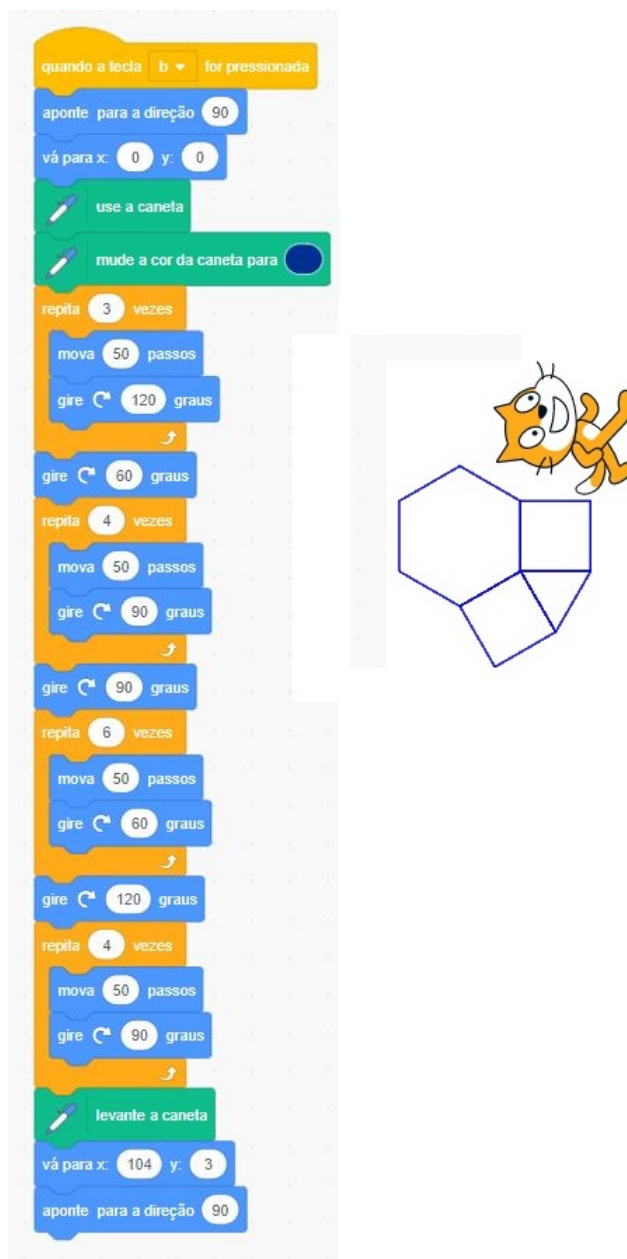 quando a tecla b for pressionada
aponte para a direção 90
vá para x: 0 y: 0
use a caneta
mude a cor da caneta para
repita 3 vezes
mova 50 passos
gire 120 graus
gire 60 graus
repita 4 vezes
mova 50 passos
gire 90 graus
gire 90 graus
repita 6 vezes
mova 50 passos
gire 60 graus
gire 120 graus
repita 4 vezes
mova 50 passos
gire 90 graus
levante a caneta
vá para x: 104 y: 3
aponte para a direção 90